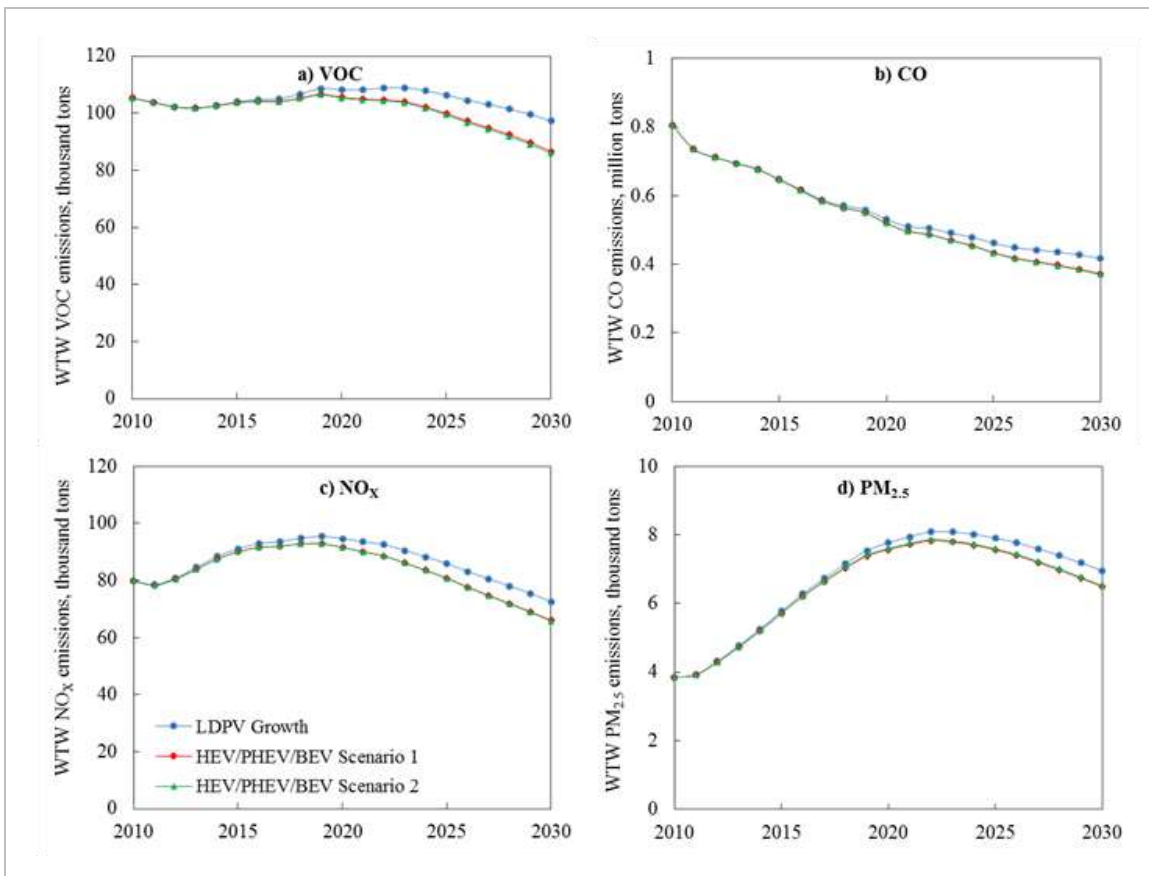 a) VOC
WTW VOC emissions, thousand tons
120
100
80
60
40
20
0
2010 2015 2020 2025 2030
b) CO
WTW CO emissions, million tons
1
0.8
0.6
0.4
0.2
0
2010 2015 2020 2025 2030
c) NOX
WTW NOX emissions, thousand tons
120
100
80
60
40
20
0
LDPV Growth
HEV/PHEV/BEV Scenario 1
HEV/PHEV/BEV Scenario 2
2010 2015 2020 2025 2030
d) PM2.5
WTW PM2.5 emissions, thousand tons
10
8
6
4
2
0
2010 2015 2020 2025 2030